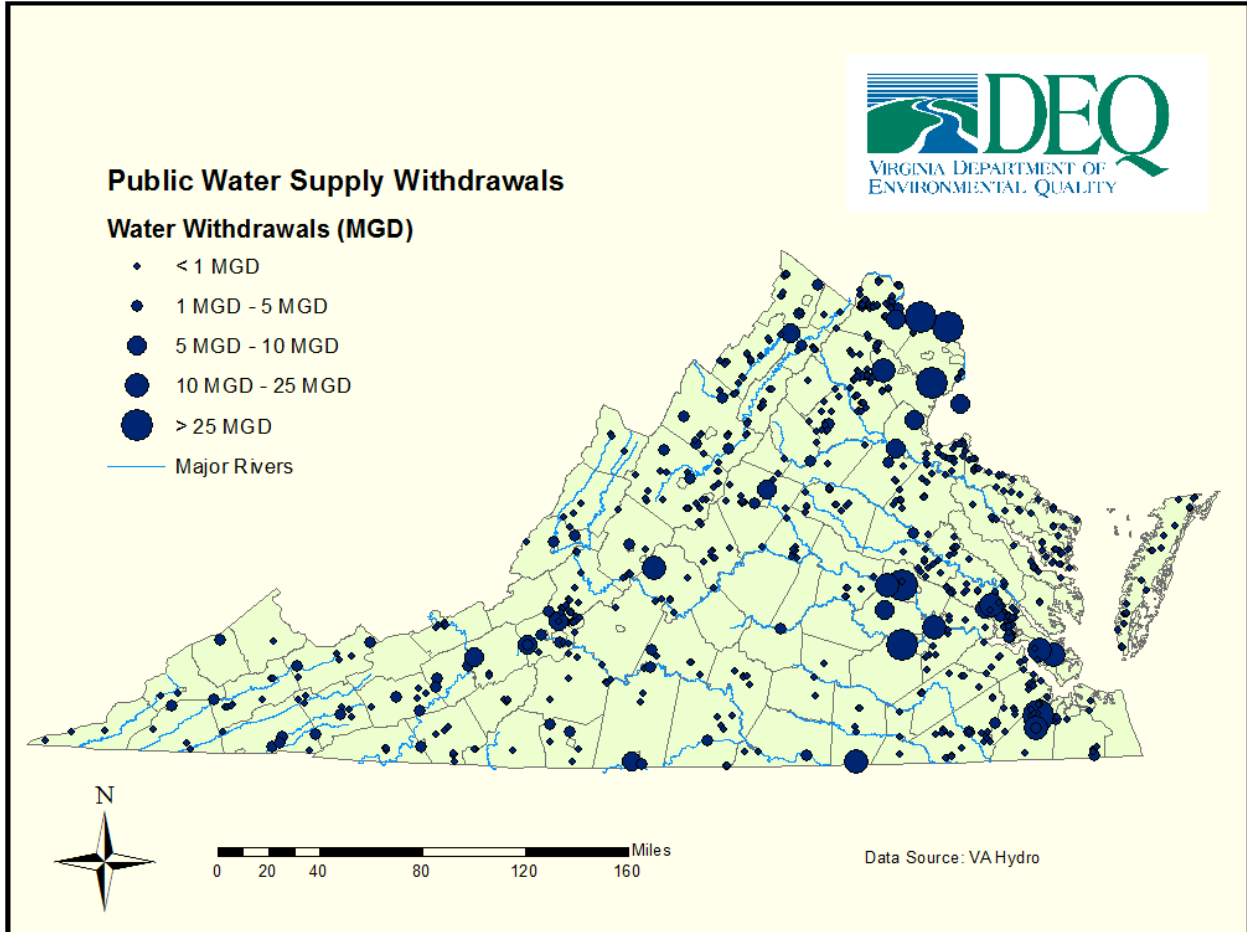 DEQ
VIRGINIA DEPARTMENT OF
ENVIRONMENTAL QUALITY
Public Water Supply Withdrawals
Water Withdrawals (MGD)
< 1 MGD
1 MGD - 5 MGD
5 MGD - 10 MGD
10 MGD - 25 MGD
> 25 MGD
Major Rivers
N
Miles
0 20 40 80 120 160
Data Source: VA Hydro